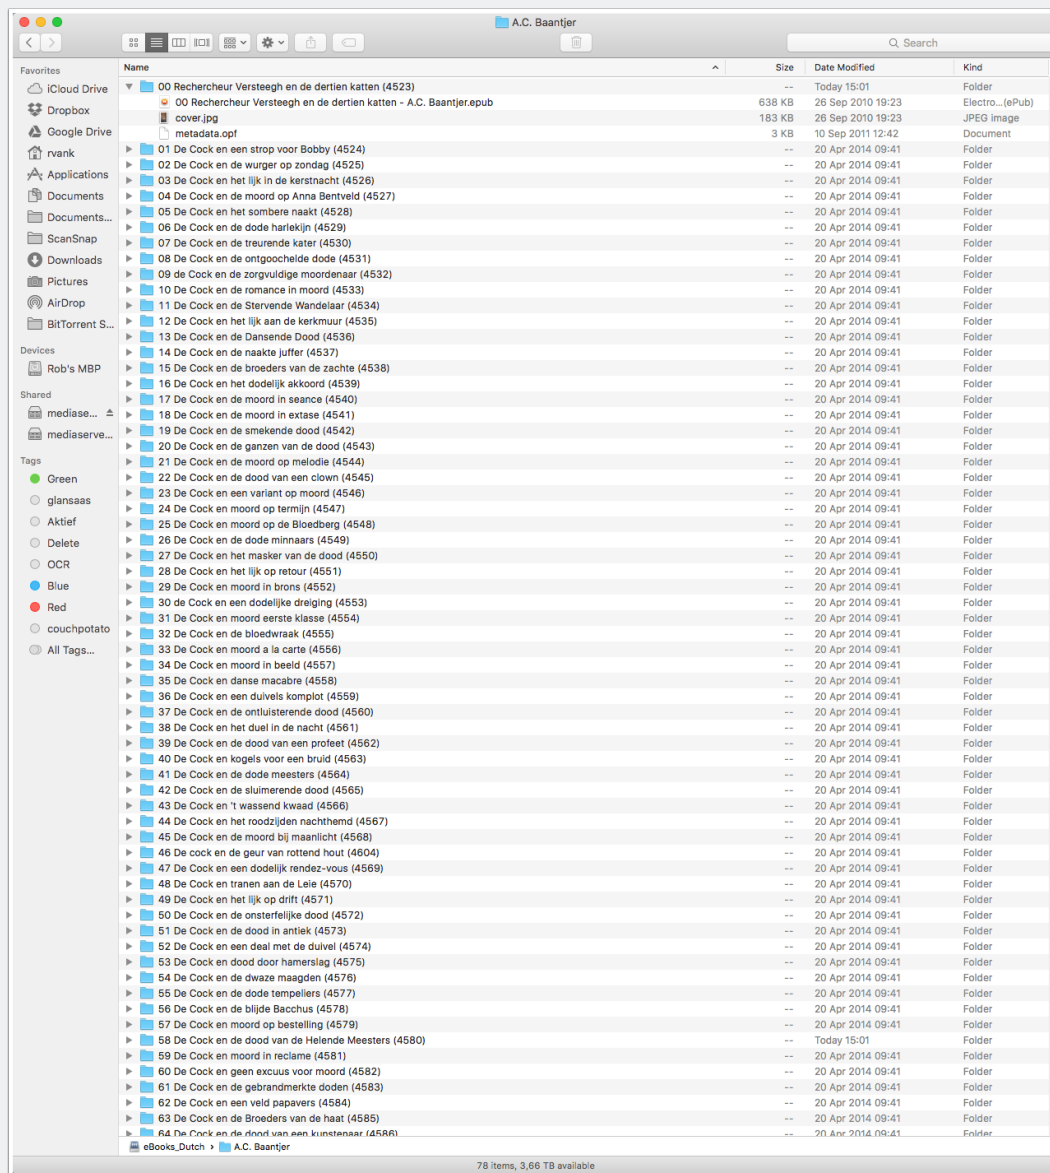 A.C. Baantjer
Search
Favorites
iCloud Drive
Dropbox
Google Drive
rvank
Applications
Documents
Documents...
ScanSnap
Downloads
Pictures
AirDrop
BitTorrent S...
Devices
Rob's MBP
Shared
mediase...
mediaserve...
Tags
Green
glansaas
Aktief
Delete
OCR
Blue
Red
couchpotato
All Tags...
Name Size Date Modified Kind
00 Rechercheur Versteegh en de dertien katten (4523) -- Today 15:01 Folder
00 Rechercheur Versteegh en de dertien katten - A.C. Baantjer.epub 638 KB 26 Sep 2010 19:23 Electro...(ePub)
cover.jpg 183 KB 26 Sep 2010 19:23 JPEG image
metadata.opf 3 KB 10 Sep 2011 12:42 Document
01 De Cock en een strop voor Bobby (4524) -- 20 Apr 2014 09:41 Folder
02 De Cock en de wurger op zondag (4525) -- 20 Apr 2014 09:41 Folder
03 De Cock en het lijk in de kerstnacht (4526) -- 20 Apr 2014 09:41 Folder
04 De Cock en de moord op Anna Bentveld (4527) -- 20 Apr 2014 09:41 Folder
05 De Cock en het sombere naakt (4528) -- 20 Apr 2014 09:41 Folder
06 De Cock en de dode harlekijn (4529) -- 20 Apr 2014 09:41 Folder
07 De Cock en de treurende kater (4530) -- 20 Apr 2014 09:41 Folder
08 De Cock en de ontgoochelde dode (4531) -- 20 Apr 2014 09:41 Folder
09 de Cock en de zorgvuldige moordenaar (4532) -- 20 Apr 2014 09:41 Folder
10 De Cock en de romance in moord (4533) -- 20 Apr 2014 09:41 Folder
11 De Cock en de Stervende Wandelaar (4534) -- 20 Apr 2014 09:41 Folder
12 De Cock en het lijk aan de kerkmuur (4535) -- 20 Apr 2014 09:41 Folder
13 De Cock en de Dansende Dood (4536) -- 20 Apr 2014 09:41 Folder
14 De Cock en de naakte juffer (4537) -- 20 Apr 2014 09:41 Folder
15 De Cock en de broeders van de zachte (4538) -- 20 Apr 2014 09:41 Folder
16 De Cock en het dodelijk akkoord (4539) -- 20 Apr 2014 09:41 Folder
17 De Cock en de moord in seance (4540) -- 20 Apr 2014 09:41 Folder
18 De Cock en de moord in extase (4541) -- 20 Apr 2014 09:41 Folder
19 De Cock en de smekende dood (4542) -- 20 Apr 2014 09:41 Folder
20 De Cock en de ganzen van de dood (4543) -- 20 Apr 2014 09:41 Folder
21 De Cock en de moord op melodie (4544) -- 20 Apr 2014 09:41 Folder
22 De Cock en de dood van een clown (4545) -- 20 Apr 2014 09:41 Folder
23 De Cock en een variant op moord (4546) -- 20 Apr 2014 09:41 Folder
24 De Cock en moord op termijn (4547) -- 20 Apr 2014 09:41 Folder
25 De Cock en moord op de Bloedberg (4548) -- 20 Apr 2014 09:41 Folder
26 De Cock en de dode minnaars (4549) -- 20 Apr 2014 09:41 Folder
27 De Cock en het masker van de dood (4550) -- 20 Apr 2014 09:41 Folder
28 De Cock en het lijk op retour (4551) -- 20 Apr 2014 09:41 Folder
29 De Cock en moord in brons (4552) -- 20 Apr 2014 09:41 Folder
30 de Cock en een dodelijke dreiging (4553) -- 20 Apr 2014 09:41 Folder
31 De Cock en moord eerste klasse (4554) -- 20 Apr 2014 09:41 Folder
32 De Cock en de bloedwraak (4555) -- 20 Apr 2014 09:41 Folder
33 De Cock en moord a la carte (4556) -- 20 Apr 2014 09:41 Folder
34 De Cock en moord in beeld (4557) -- 20 Apr 2014 09:41 Folder
35 De Cock en danse macabre (4558) -- 20 Apr 2014 09:41 Folder
36 De Cock en een duivels komplot (4559) -- 20 Apr 2014 09:41 Folder
37 De Cock en de ontluisterende dood (4560) -- 20 Apr 2014 09:41 Folder
38 De Cock en het duel in de nacht (4561) -- 20 Apr 2014 09:41 Folder
39 De Cock en de dood van een profeet (4562) -- 20 Apr 2014 09:41 Folder
40 De Cock en kogels voor een bruid (4563) -- 20 Apr 2014 09:41 Folder
41 De Cock en de dode meesters (4564) -- 20 Apr 2014 09:41 Folder
42 De Cock en de sluimerende dood (4565) -- 20 Apr 2014 09:41 Folder
43 De Cock en 't wassend kwaad (4566) -- 20 Apr 2014 09:41 Folder
44 De Cock en het roodzijden nachthemd (4567) -- 20 Apr 2014 09:41 Folder
45 De Cock en de moord bij maanlicht (4568) -- 20 Apr 2014 09:41 Folder
46 De cock en de geur van rottend hout (4604) -- 20 Apr 2014 09:41 Folder
47 De Cock en een dodelijk rendez-vous (4569) -- 20 Apr 2014 09:41 Folder
48 De Cock en tranen aan de Leie (4570) -- 20 Apr 2014 09:41 Folder
49 De Cock en het lijk op drift (4571) -- 20 Apr 2014 09:41 Folder
50 De Cock en de onsterfelijke dood (4572) -- 20 Apr 2014 09:41 Folder
51 De Cock en de dood in antiek (4573) -- 20 Apr 2014 09:41 Folder
52 De Cock en een deal met de duivel (4574) -- 20 Apr 2014 09:41 Folder
53 De Cock en dood door hamerslag (4575) -- 20 Apr 2014 09:41 Folder
54 De Cock en de dwaze maagden (4576) -- 20 Apr 2014 09:41 Folder
55 De Cock en de dode tempeliers (4577) -- 20 Apr 2014 09:41 Folder
56 De Cock en de blijde Bacchus (4578) -- 20 Apr 2014 09:41 Folder
57 De Cock en moord op bestelling (4579) -- 20 Apr 2014 09:41 Folder
58 De Cock en de dood van de Helende Meesters (4580) -- Today 15:01 Folder
59 De Cock en moord in reclame (4581) -- 20 Apr 2014 09:41 Folder
60 De Cock en geen excuus voor moord (4582) -- 20 Apr 2014 09:41 Folder
61 De Cock en de gebrandmerkte doden (4583) -- 20 Apr 2014 09:41 Folder
62 De Cock en een veld papavers (4584) -- 20 Apr 2014 09:41 Folder
63 De Cock en de Broeders van de haat (4585) -- 20 Apr 2014 09:41 Folder
64 De Cock en de dood van een kunstenaar (4586) -- 20 Apr 2014 09:41 Folder
eBooks_Dutch › A.C. Baantjer
78 items, 3,66 TB available